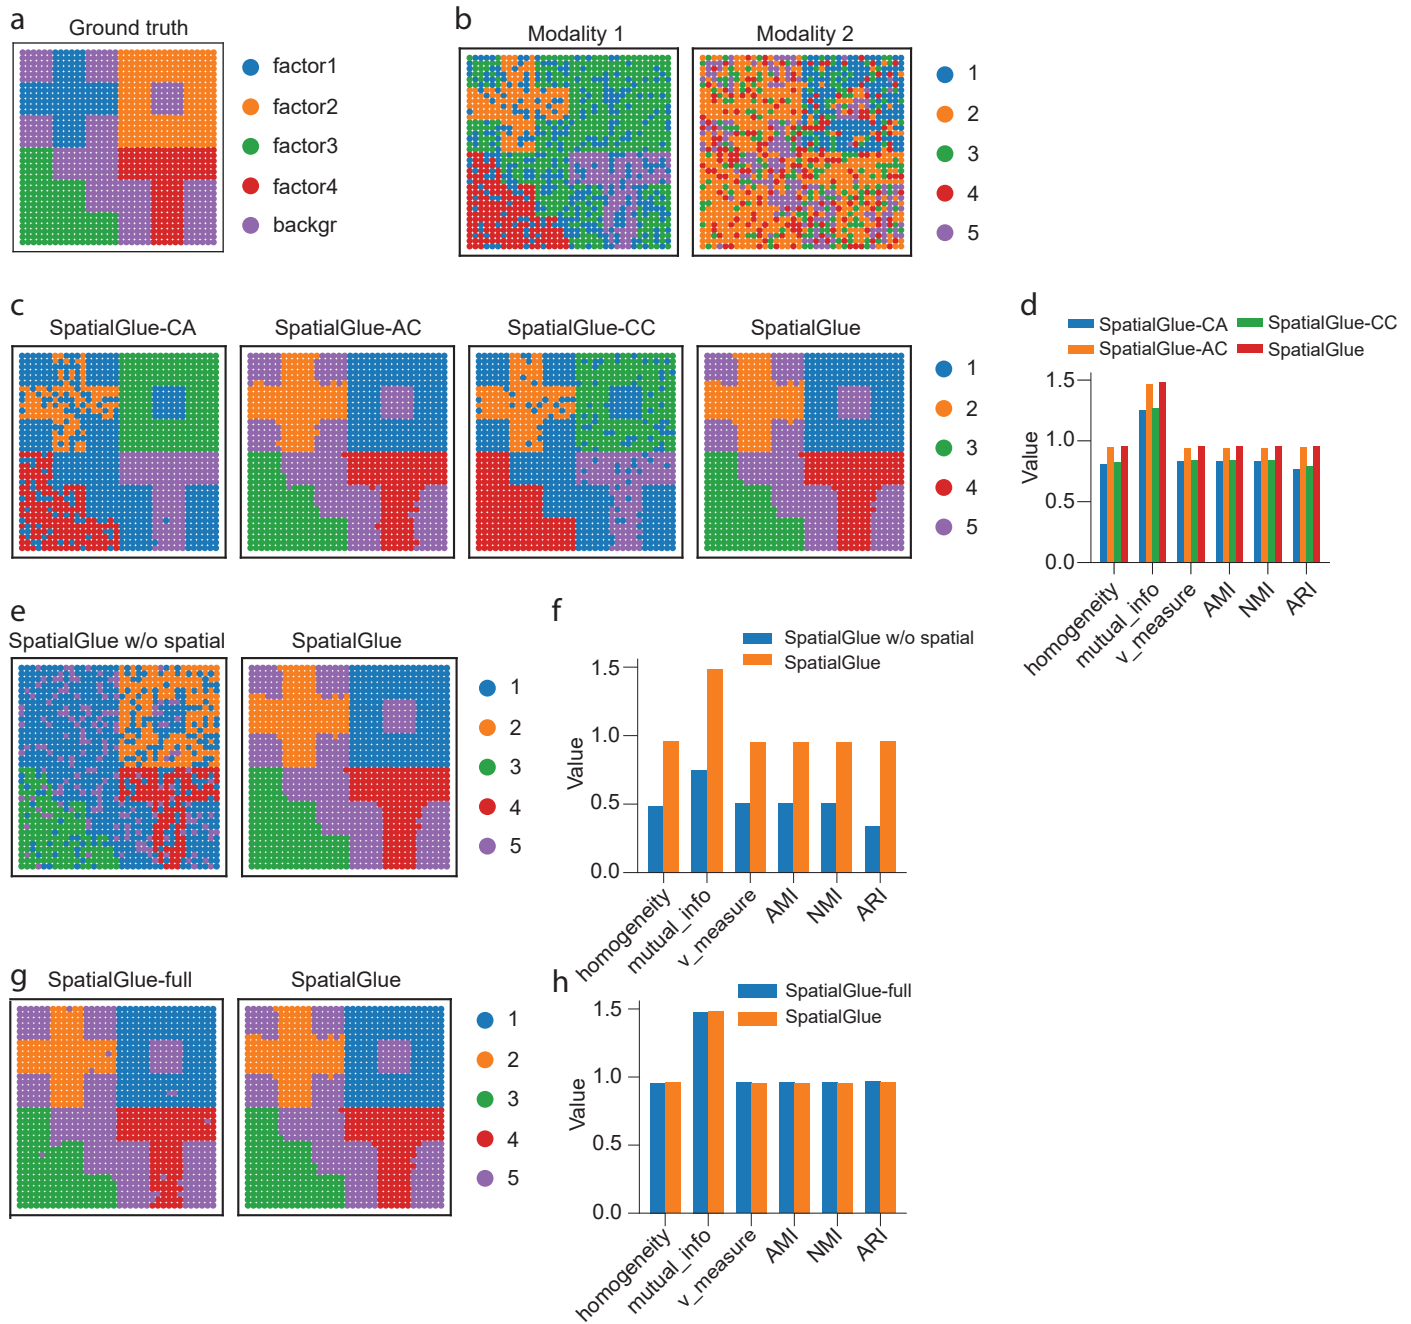 a
Ground truth
factor1
factor2
factor3
factor4
backgr
b
Modality 1
Modality 2
1
2
3
4
5
c
SpatialGlue-CA
SpatialGlue-AC
SpatialGlue-CC
SpatialGlue
1
2
3
4
5
d
SpatialGlue-CA
SpatialGlue-CC
SpatialGlue-AC
SpatialGlue
Value
1.5
1.0
0.5
0.0
homogeneity
mutual_info
v_measure
AMI
NMI
ARI
e
SpatialGlue w/o spatial
SpatialGlue
1
2
3
4
5
f
SpatialGlue w/o spatial
SpatialGlue
Value
1.5
1.0
0.5
0.0
homogeneity
mutual_info
v_measure
AMI
NMI
ARI
g
SpatialGlue-full
SpatialGlue
1
2
3
4
5
h
SpatialGlue-full
SpatialGlue
Value
1.5
1.0
0.5
0.0
homogeneity
mutual_info
v_measure
AMI
NMI
ARI